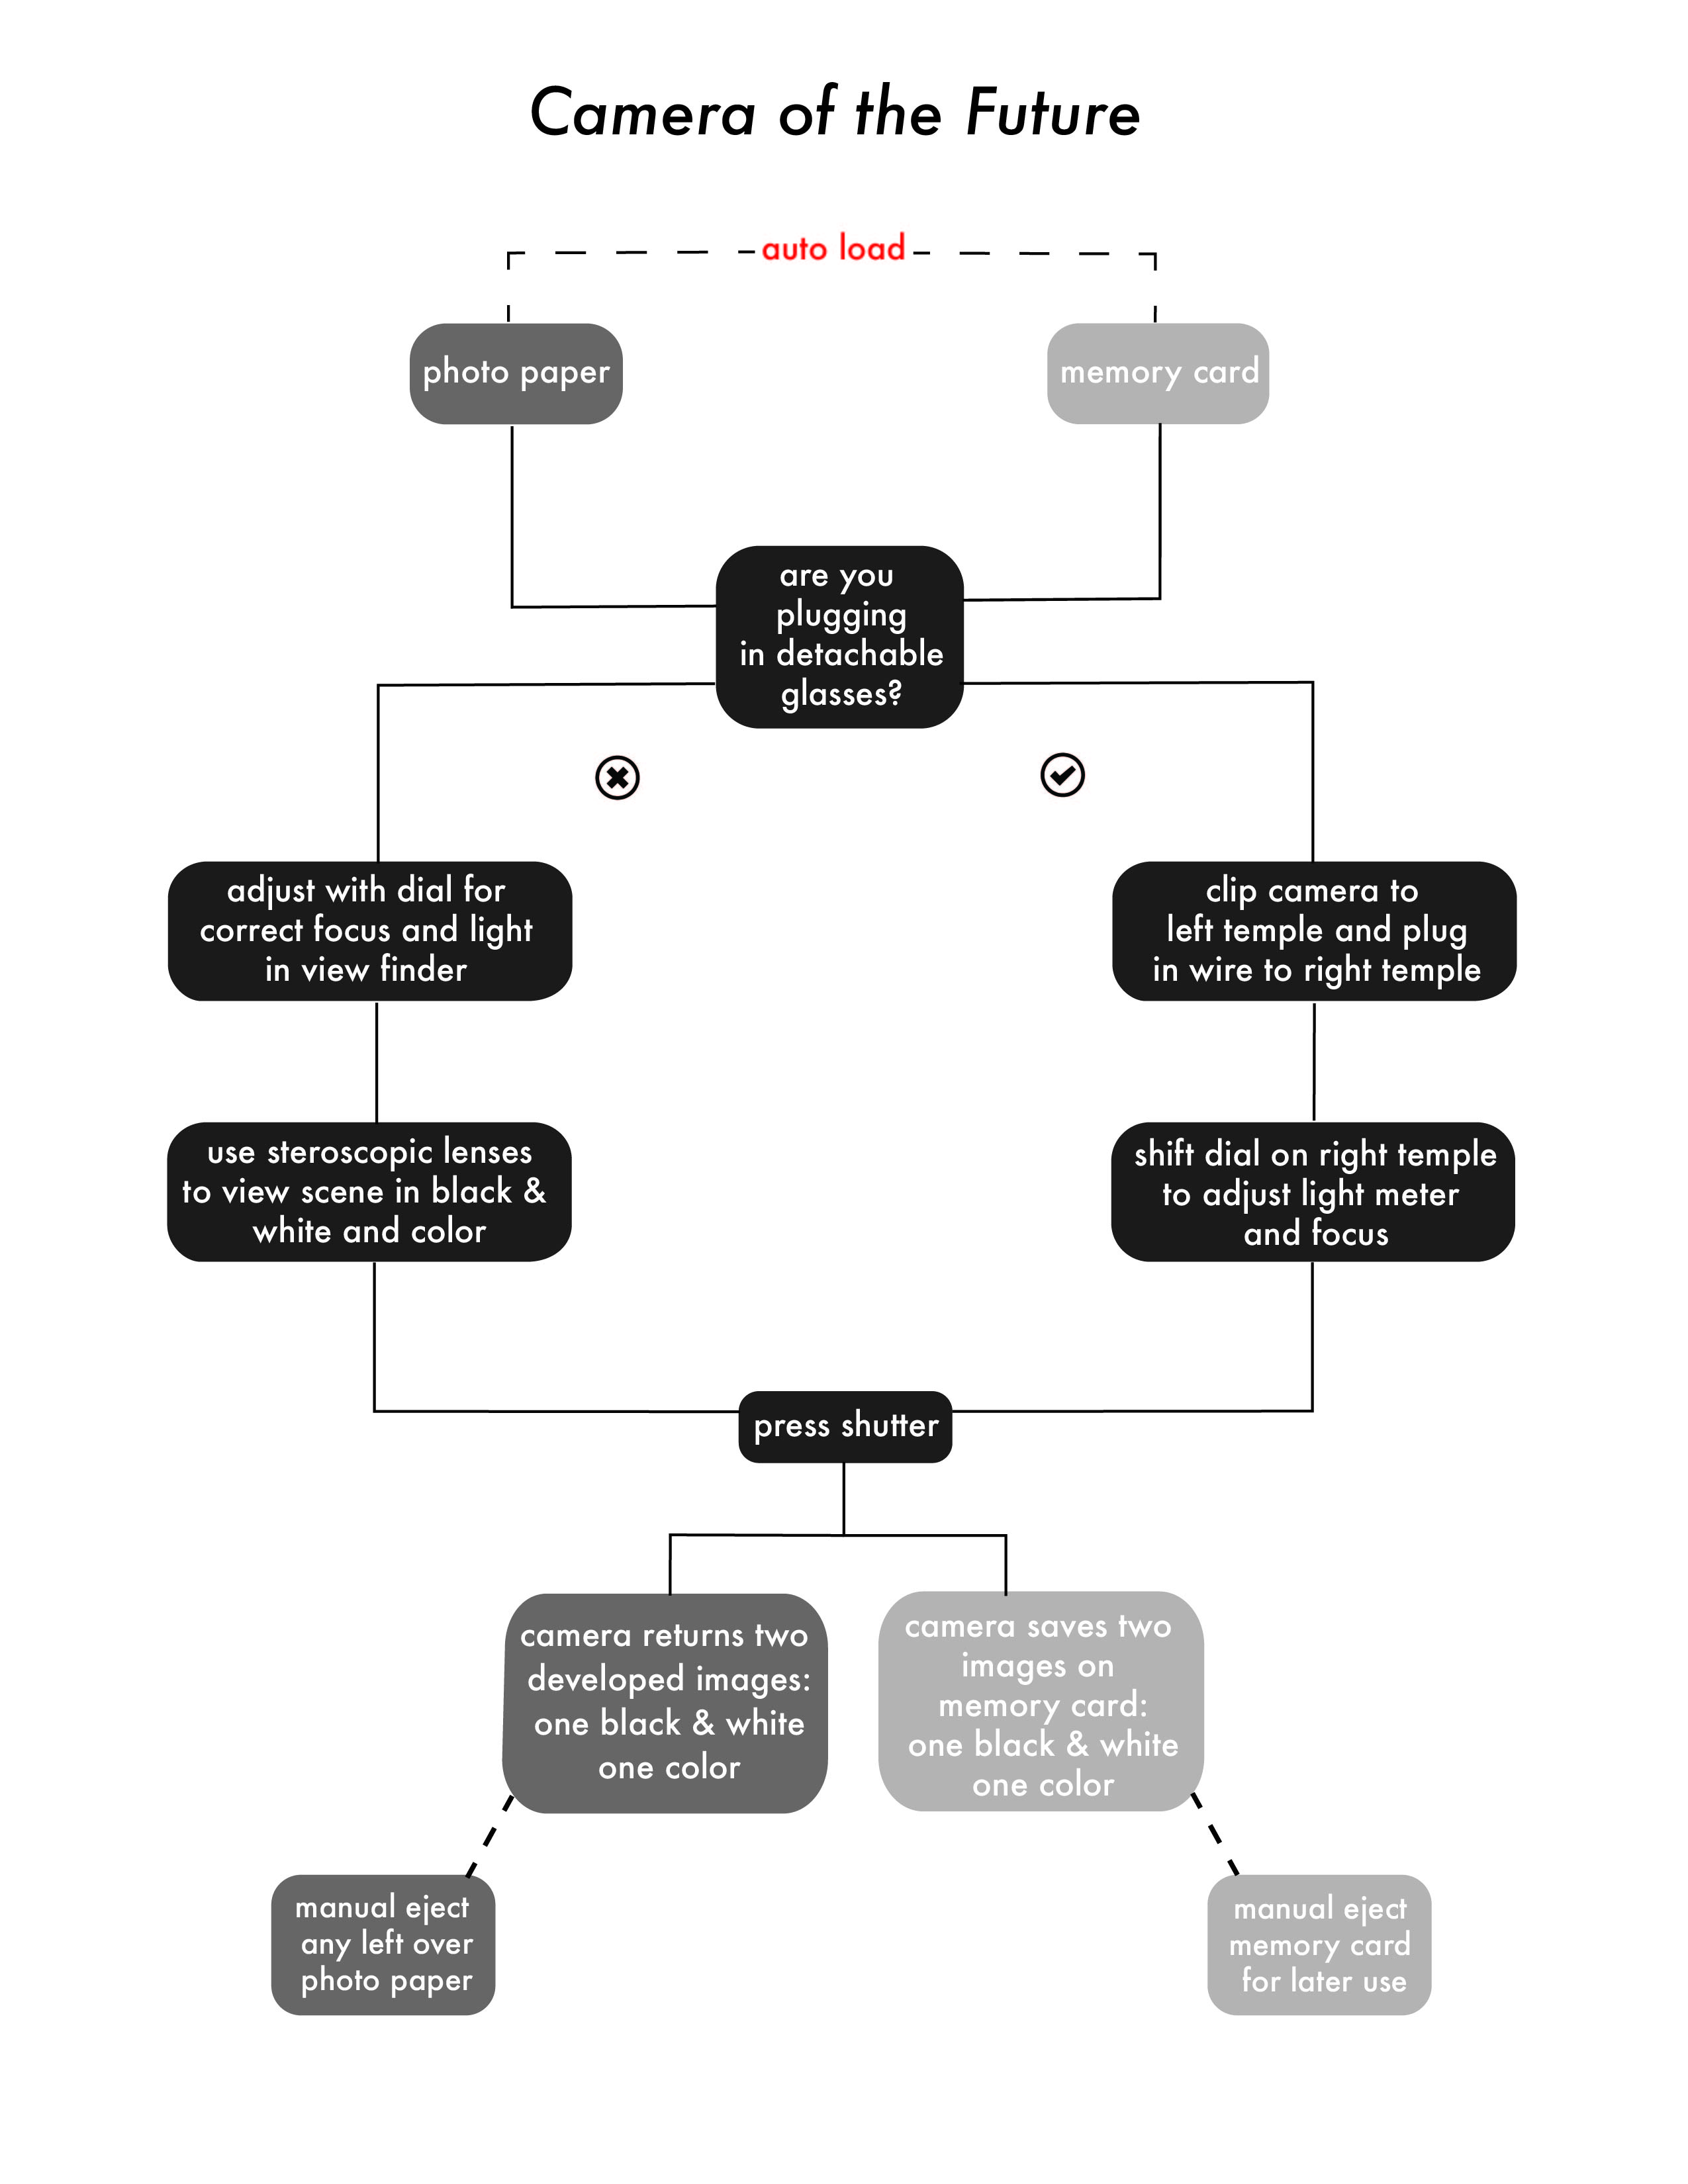 Camera of the Future
auto load
photo paper
memory card
are you
plugging
in detachable
glasses?
adjust with dial for
correct focus and light
in view finder
clip camera to
left temple and plug
in wire to right temple
use steroscopic lenses
to view scene in black &
white and color
shift dial on right temple
to adjust light meter
and focus
press shutter
camera returns two
developed images:
one black & white
one color
camera saves two
images on
memory card:
one black & white
one color
manual eject
any left over
photo paper
manual eject
memory card
for later use